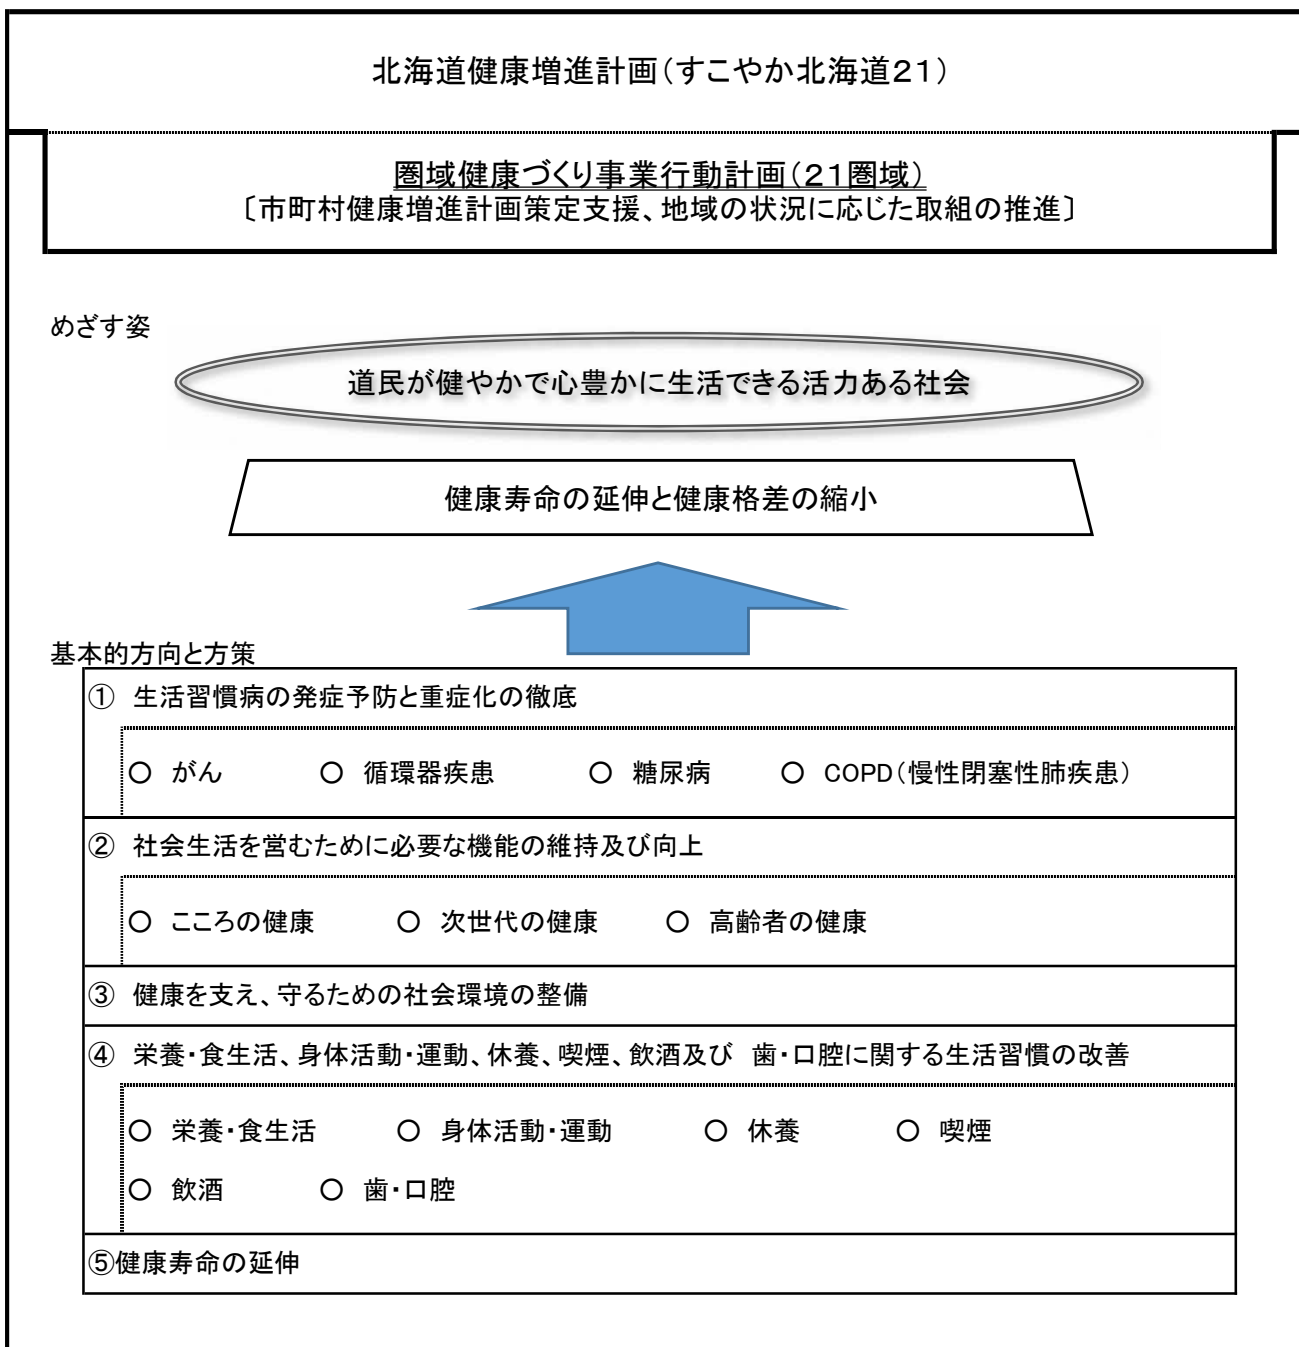 北海道健康増進計画（すこやか北海道２１）
圏域健康づくり事業行動計画（２１圏域）
〔市町村健康増進計画策定支援、地域の状況に応じた取組の推進〕
めざす姿
道民が健やかで心豊かに生活できる活力ある社会
健康寿命の延伸と健康格差の縮小
基本的方向と方策
① 生活習慣病の発症予防と重症化の徹底
○ がん ○ 循環器疾患 ○ 糖尿病 ○ COPD（慢性閉塞性肺疾患）
② 社会生活を営むために必要な機能の維持及び向上
○ こころの健康 ○ 次世代の健康 ○ 高齢者の健康
③ 健康を支え、守るための社会環境の整備
④ 栄養・食生活、身体活動・運動、休養、喫煙、飲酒及び 歯・口腔に関する生活習慣の改善
○ 栄養・食生活 ○ 身体活動・運動 ○ 休養 ○ 喫煙
○ 飲酒 ○ 歯・口腔
⑤健康寿命の延伸